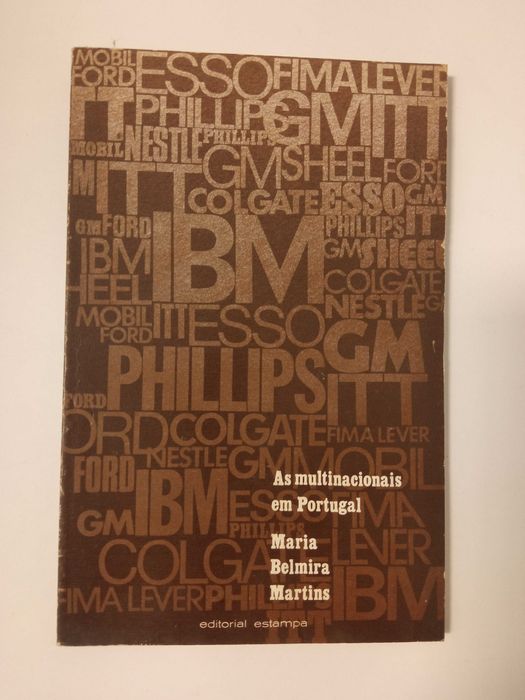 MOBIL ESSO FIMA LEVER
FORD
ITT PHILLIPS GM ITT
MOBIL NESTLE PHILLIPS
GM SHEEL FORD
M ITT COLGATE ESSO GM
GM FORD IBM PHILLIPS ITT
IBM GM SHEEL
SHEEL COLGATE
MOBIL ITT ESSO NESTLE G
FORD GM
PHILLIPS ITT
FORD
ORD COLGATE FIMA LEVER
NESTLE GM MOBIL
FORD IBM
As multinacionais
em Portugal
GM ESSO FIMA
PHILLIPS
Maria
Belmira
Martins
COLGATE LEVER
FIMA LEVER PHILLIPS IBM
ITT
editorial estampa